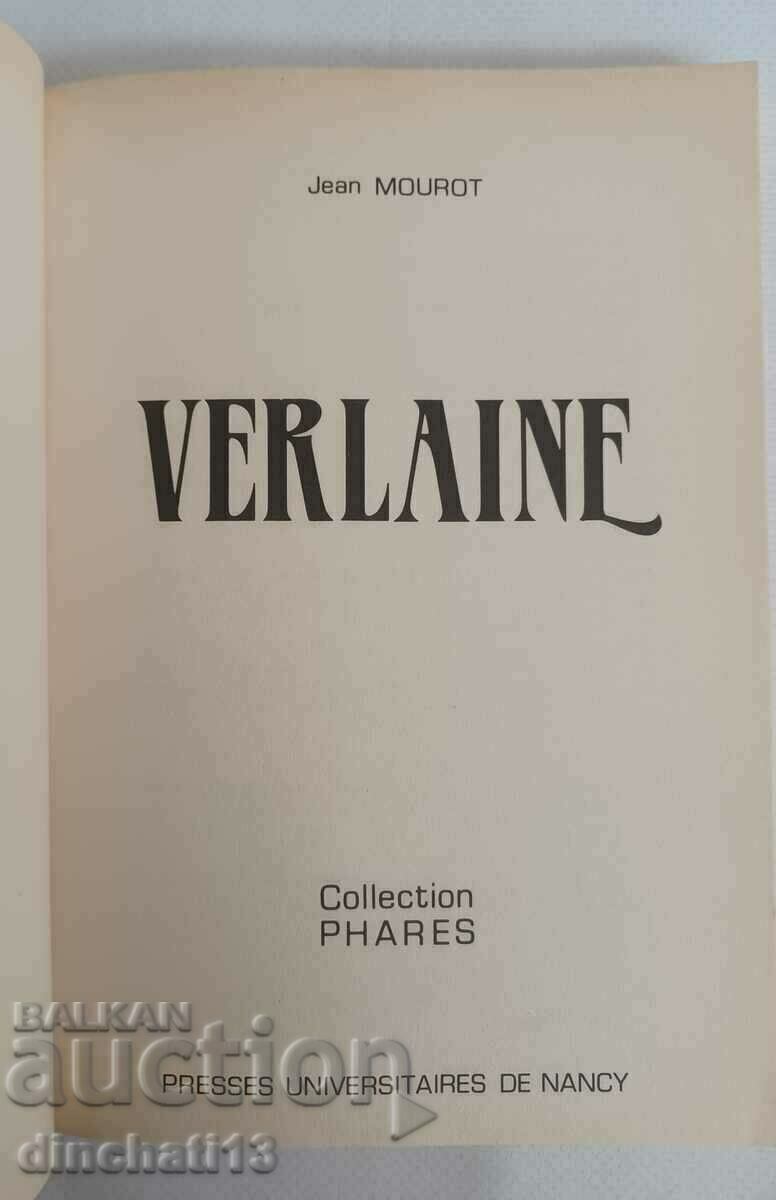 Jean MOUROT
VERLAINE
Collection
PHARES
BALKAN
auction
PRESSES UNIVERSITAIRES DE NANCY
dinchati13